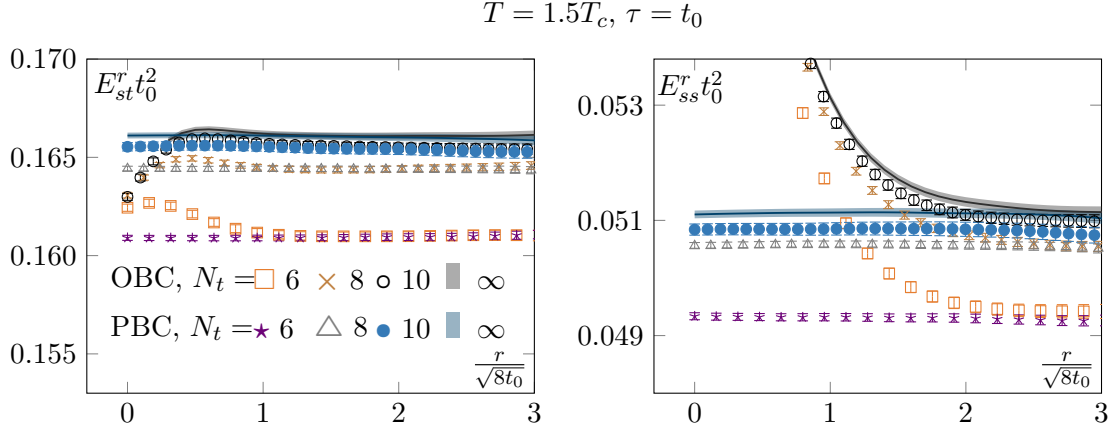 T = 1.5T_c, τ = t_0
E^r_{st} t_0^2
0.170
0.165
0.160
0.155
OBC, N_t = 6 8 10 ∞
PBC, N_t = 6 8 10 ∞
r/√8t_0
0 1 2 3
E^r_{ss} t_0^2
0.053
0.051
0.049
r/√8t_0
0 1 2 3